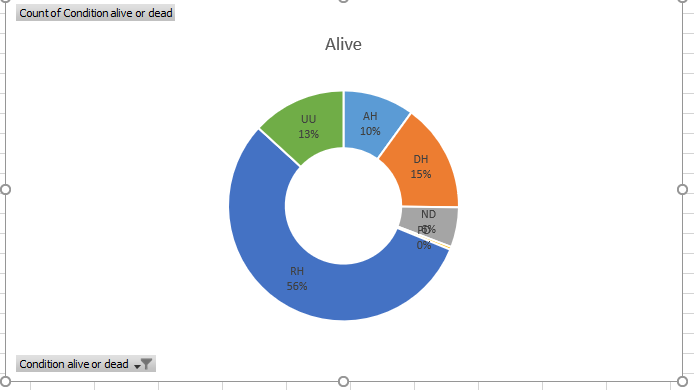 Count of Condition alive or dead
Alive
UU
13%
AH
10%
DH
15%
ND
0%
RH
56%
Condition alive or dead